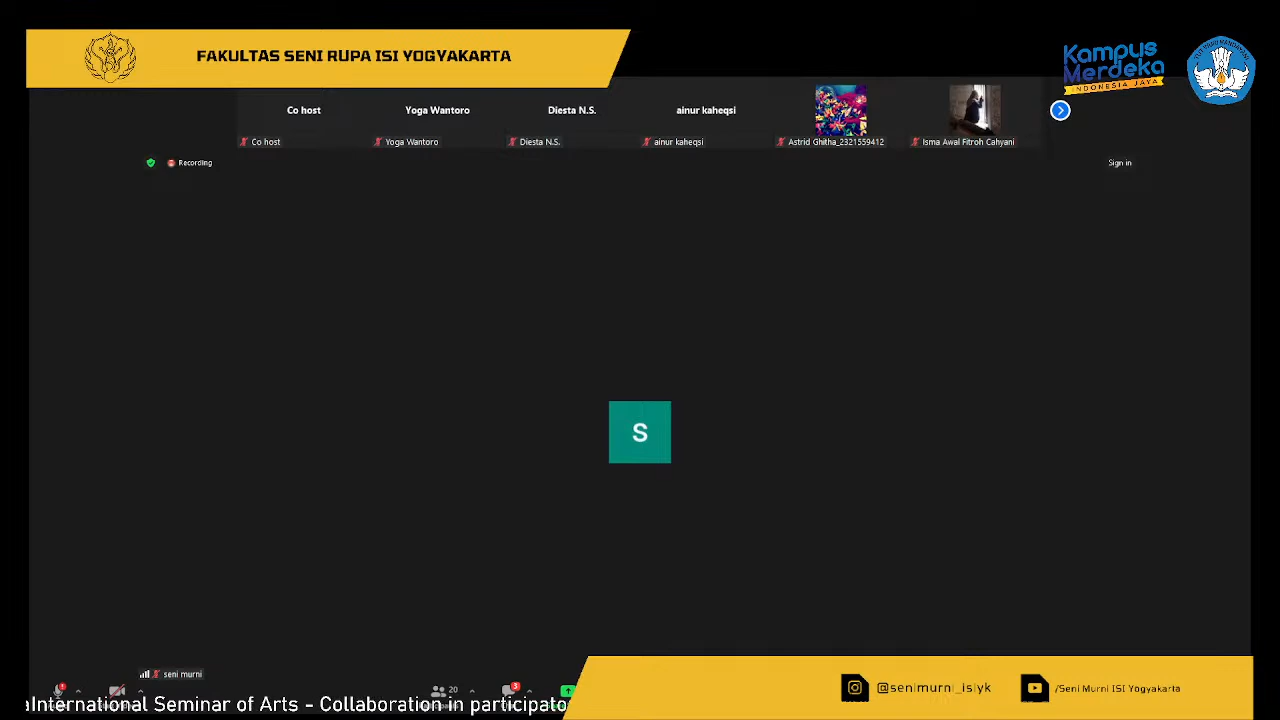 FAKULTAS SENI RUPA ISI YOGYAKARTA
Kampus
Merdeka
INDONESIA JAYA
Co host
Yoga Wantoro
Diesta N.S.
ainur kaheqsi
Co host
Yoga Wantoro
Diesta N.S.
ainur kaheqsi
Astrid Ghitha_2321559412
Isma Awal Fitroh Cahyani
Recording
Sign in
S
seni murni
20
3
International Seminar of Arts - Collaboration in participato
@senimurni_isiyk
/Seni Murni ISI Yogyakarta